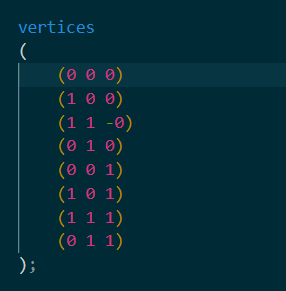 vertices
(
(0 0 0)
(1 0 0)
(1 1 -0)
(0 1 0)
(0 0 1)
(1 0 1)
(1 1 1)
(0 1 1)
);